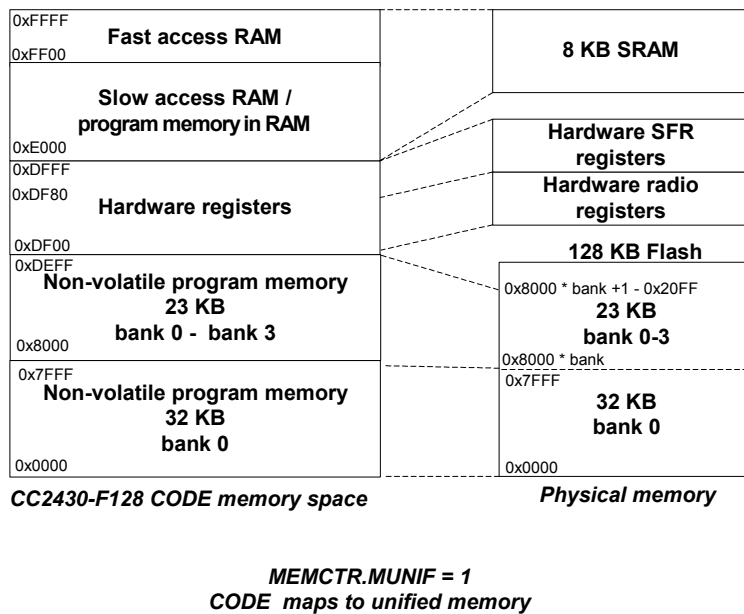 0xFFFF
Fast access RAM
0xFF00
Slow access RAM /
program memory in RAM
0xE000
0xDFFF
0xDF80
Hardware registers
0xDF00
0xDEFF
Non-volatile program memory
23 KB
bank 0 - bank 3
0x8000
0x7FFF
Non-volatile program memory
32 KB
bank 0
0x0000
CC2430-F128 CODE memory space
8 KB SRAM
Hardware SFR
registers
Hardware radio
registers
128 KB Flash
0x8000 * bank +1 - 0x20FF
23 KB
bank 0-3
0x8000 * bank
0x7FFF
32 KB
bank 0
0x0000
Physical memory
MEMCTR.MUNIF = 1
CODE maps to unified memory